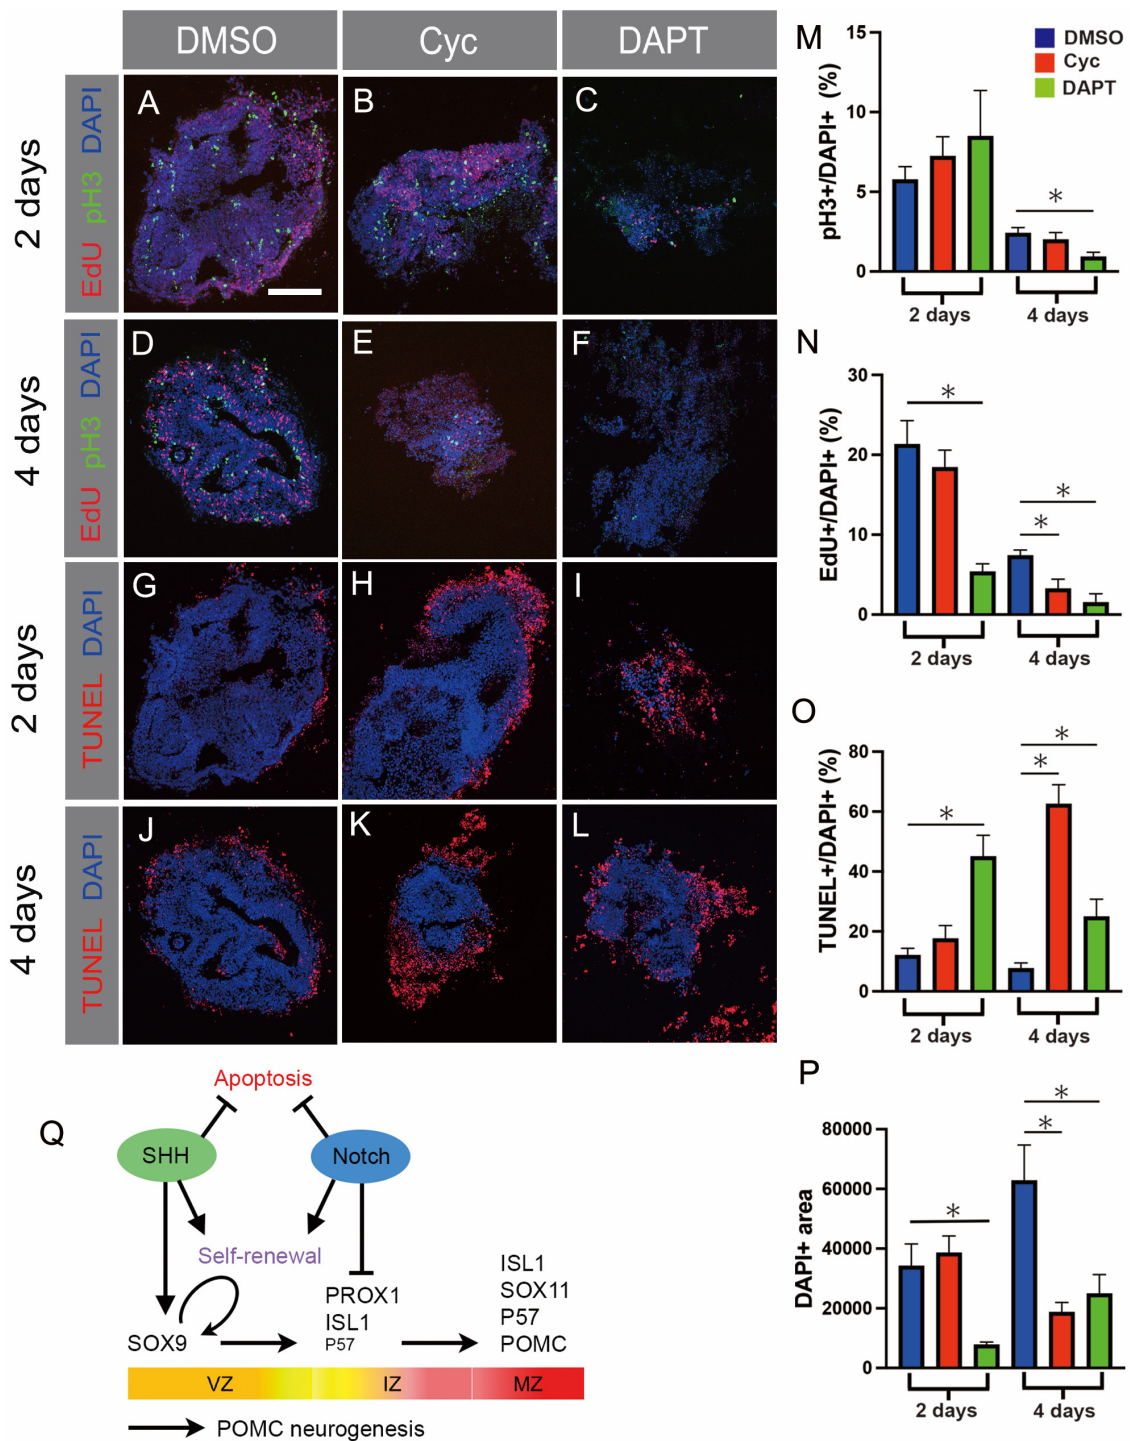 DMSO Cyc DAPT
2 days
EdU pH3 DAPI
A B C
4 days
EdU pH3 DAPI
D E F
2 days
TUNEL DAPI
G H I
4 days
TUNEL DAPI
J K L
M
pH3+/DAPI+ (%)
15
10
5
0
DMSO
Cyc
DAPT
*
2 days 4 days
N
EdU+/DAPI+ (%)
30
20
10
0
*
*
*
2 days 4 days
O
TUNEL+/DAPI+ (%)
80
60
40
20
0
*
*
*
2 days 4 days
P
DAPI+ area
80000
60000
40000
20000
0
*
*
*
2 days 4 days
Q
Apoptosis
SHH Notch
Self-renewal
SOX9
PROX1
ISL1
P57
ISL1
SOX11
P57
POMC
VZ IZ MZ
POMC neurogenesis